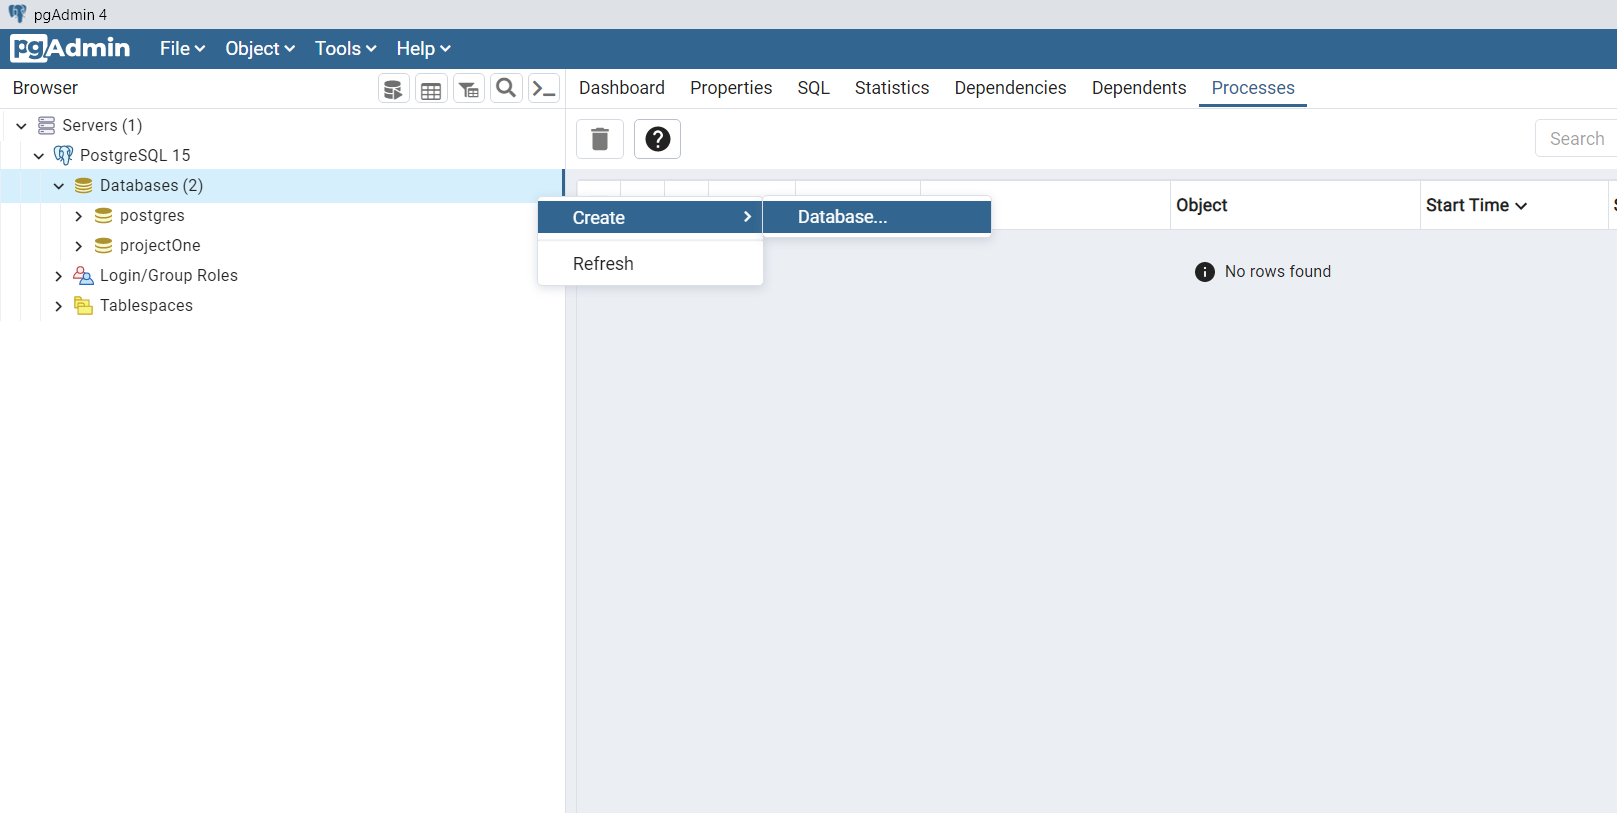 pgAdmin 4
pgAdmin File Object Tools Help
Browser
Dashboard Properties SQL Statistics Dependencies Dependents Processes
Servers (1)
PostgreSQL 15
Databases (2)
postgres
projectOne
Login/Group Roles
Tablespaces
Create
Database...
Refresh
Search
Object Start Time
No rows found